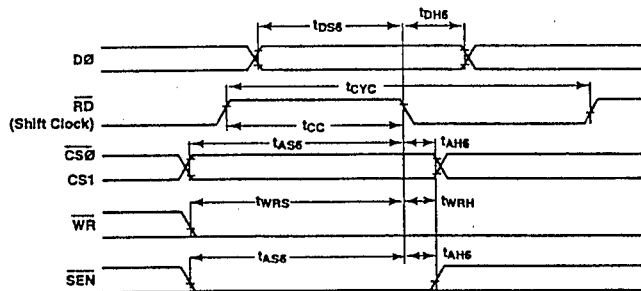 tDS6 tDH6
DØ
tCYC
RD
(Shift Clock) tCC
tAS6 tAH6
CSØ
CS1
tWRS tWRH
WR
tAS6 tAH6
SEN